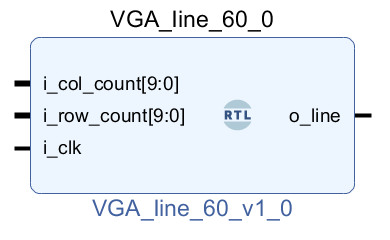 VGA_line_60_0
i_col_count[9:0]
i_row_count[9:0] RTL o_line
i_clk
VGA_line_60_v1_0